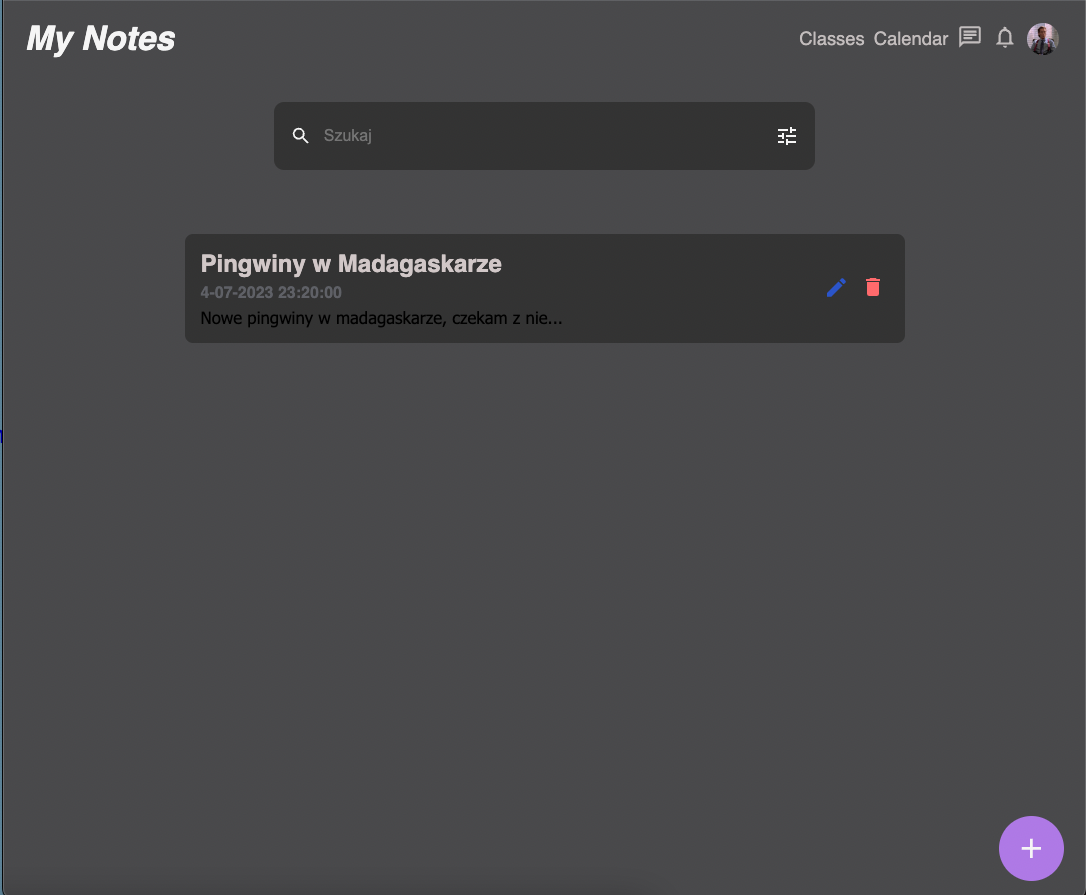 My Notes
Classes Calendar
Szukaj
Pingwiny w Madagaskarze
4-07-2023 23:20:00
Nowe pingwiny w madagaskarze, czekam z nie...